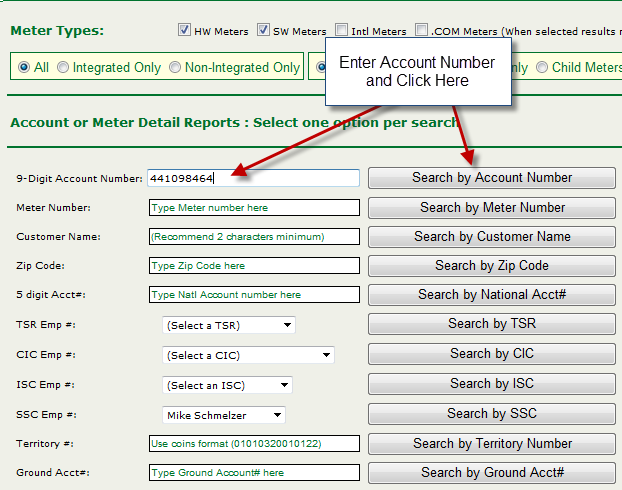 Meter Types: HW Meters SW Meters Intl Meters .COM Meters (When selected results
All Integrated Only Non-Integrated Only Child Meters
Enter Account Number
and Click Here
Account or Meter Detail Reports : Select one option per search
9-Digit Account Number: 441098464 Search by Account Number
Meter Number: Type Meter number here Search by Meter Number
Customer Name: (Recommend 2 characters minimum) Search by Customer Name
Zip Code: Type Zip Code here Search by Zip Code
5 digit Acct#: Type Natl Account number here Search by National Acct#
TSR Emp #: (Select a TSR) Search by TSR
CIC Emp #: (Select a CIC) Search by CIC
ISC Emp #: (Select an ISC) Search by ISC
SSC Emp #: Mike Schmelzer Search by SSC
Territory #: Use coins format (01010320010122) Search by Territory Number
Ground Acct#: Type Ground Account# here Search by Ground Acct#